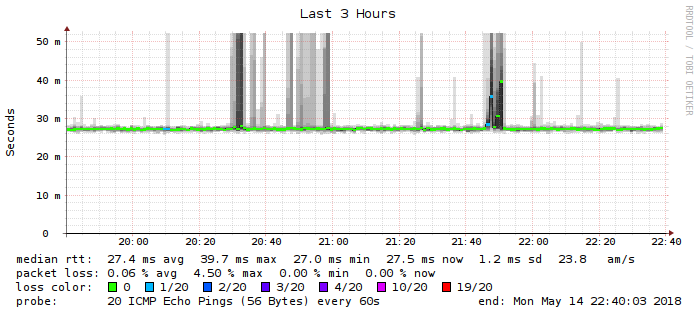 Last 3 Hours
RRDTOOL / TOBI OETIKER
Seconds
50 m
40 m
30 m
20 m
10 m
0
20:00 20:20 20:40 21:00 21:20 21:40 22:00 22:20 22:40
median rtt: 27.4 ms avg 39.7 ms max 27.0 ms min 27.5 ms now 1.2 ms sd 23.8 am/s
packet loss: 0.06 % avg 4.50 % max 0.00 % min 0.00 % now
loss color: 0 1/20 2/20 3/20 4/20 10/20 19/20
probe: 20 ICMP Echo Pings (56 Bytes) every 60s end: Mon May 14 22:40:03 2018